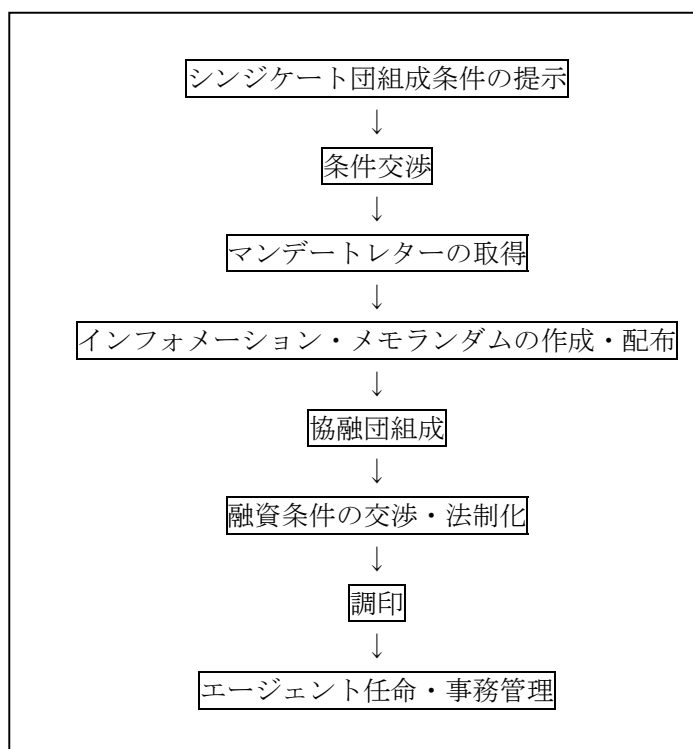 シンジケート団組成条件の提示
↓
条件交渉
↓
マンデートレターの取得
↓
インフォメーション・メモランダムの作成・配布
↓
協融団組成
↓
融資条件の交渉・法制化
↓
調印
↓
エージェント任命・事務管理